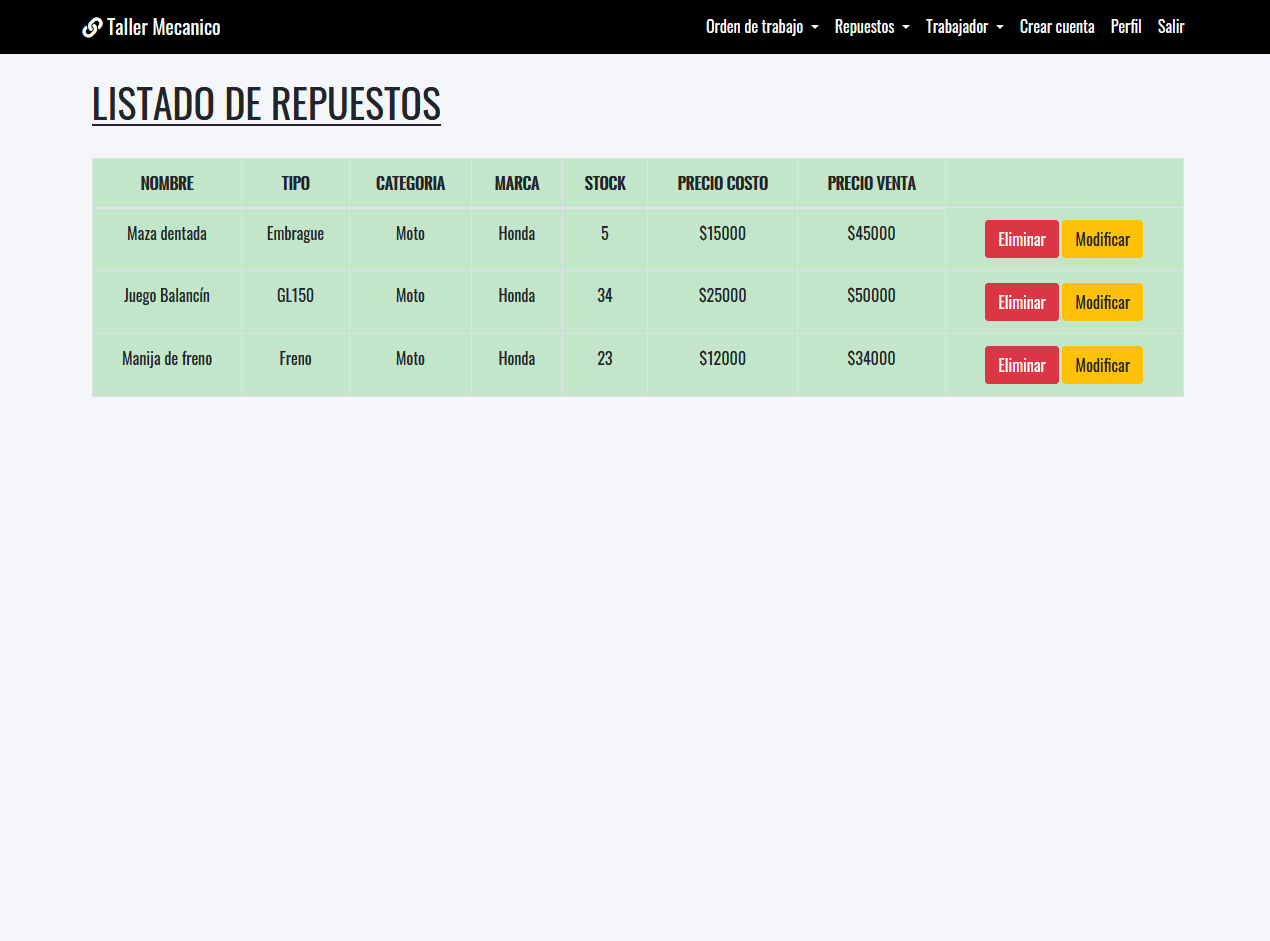 Taller Mecanico Orden de trabajo Repuestos Trabajador Crear cuenta Perfil Salir
LISTADO DE REPUESTOS
NOMBRE TIPO CATEGORIA MARCA STOCK PRECIO COSTO PRECIO VENTA
Maza dentada Embrague Moto Honda 5 $15000 $45000 Eliminar Modificar
Juego Balancín GL150 Moto Honda 34 $25000 $50000 Eliminar Modificar
Manija de freno Freno Moto Honda 23 $12000 $34000 Eliminar Modificar